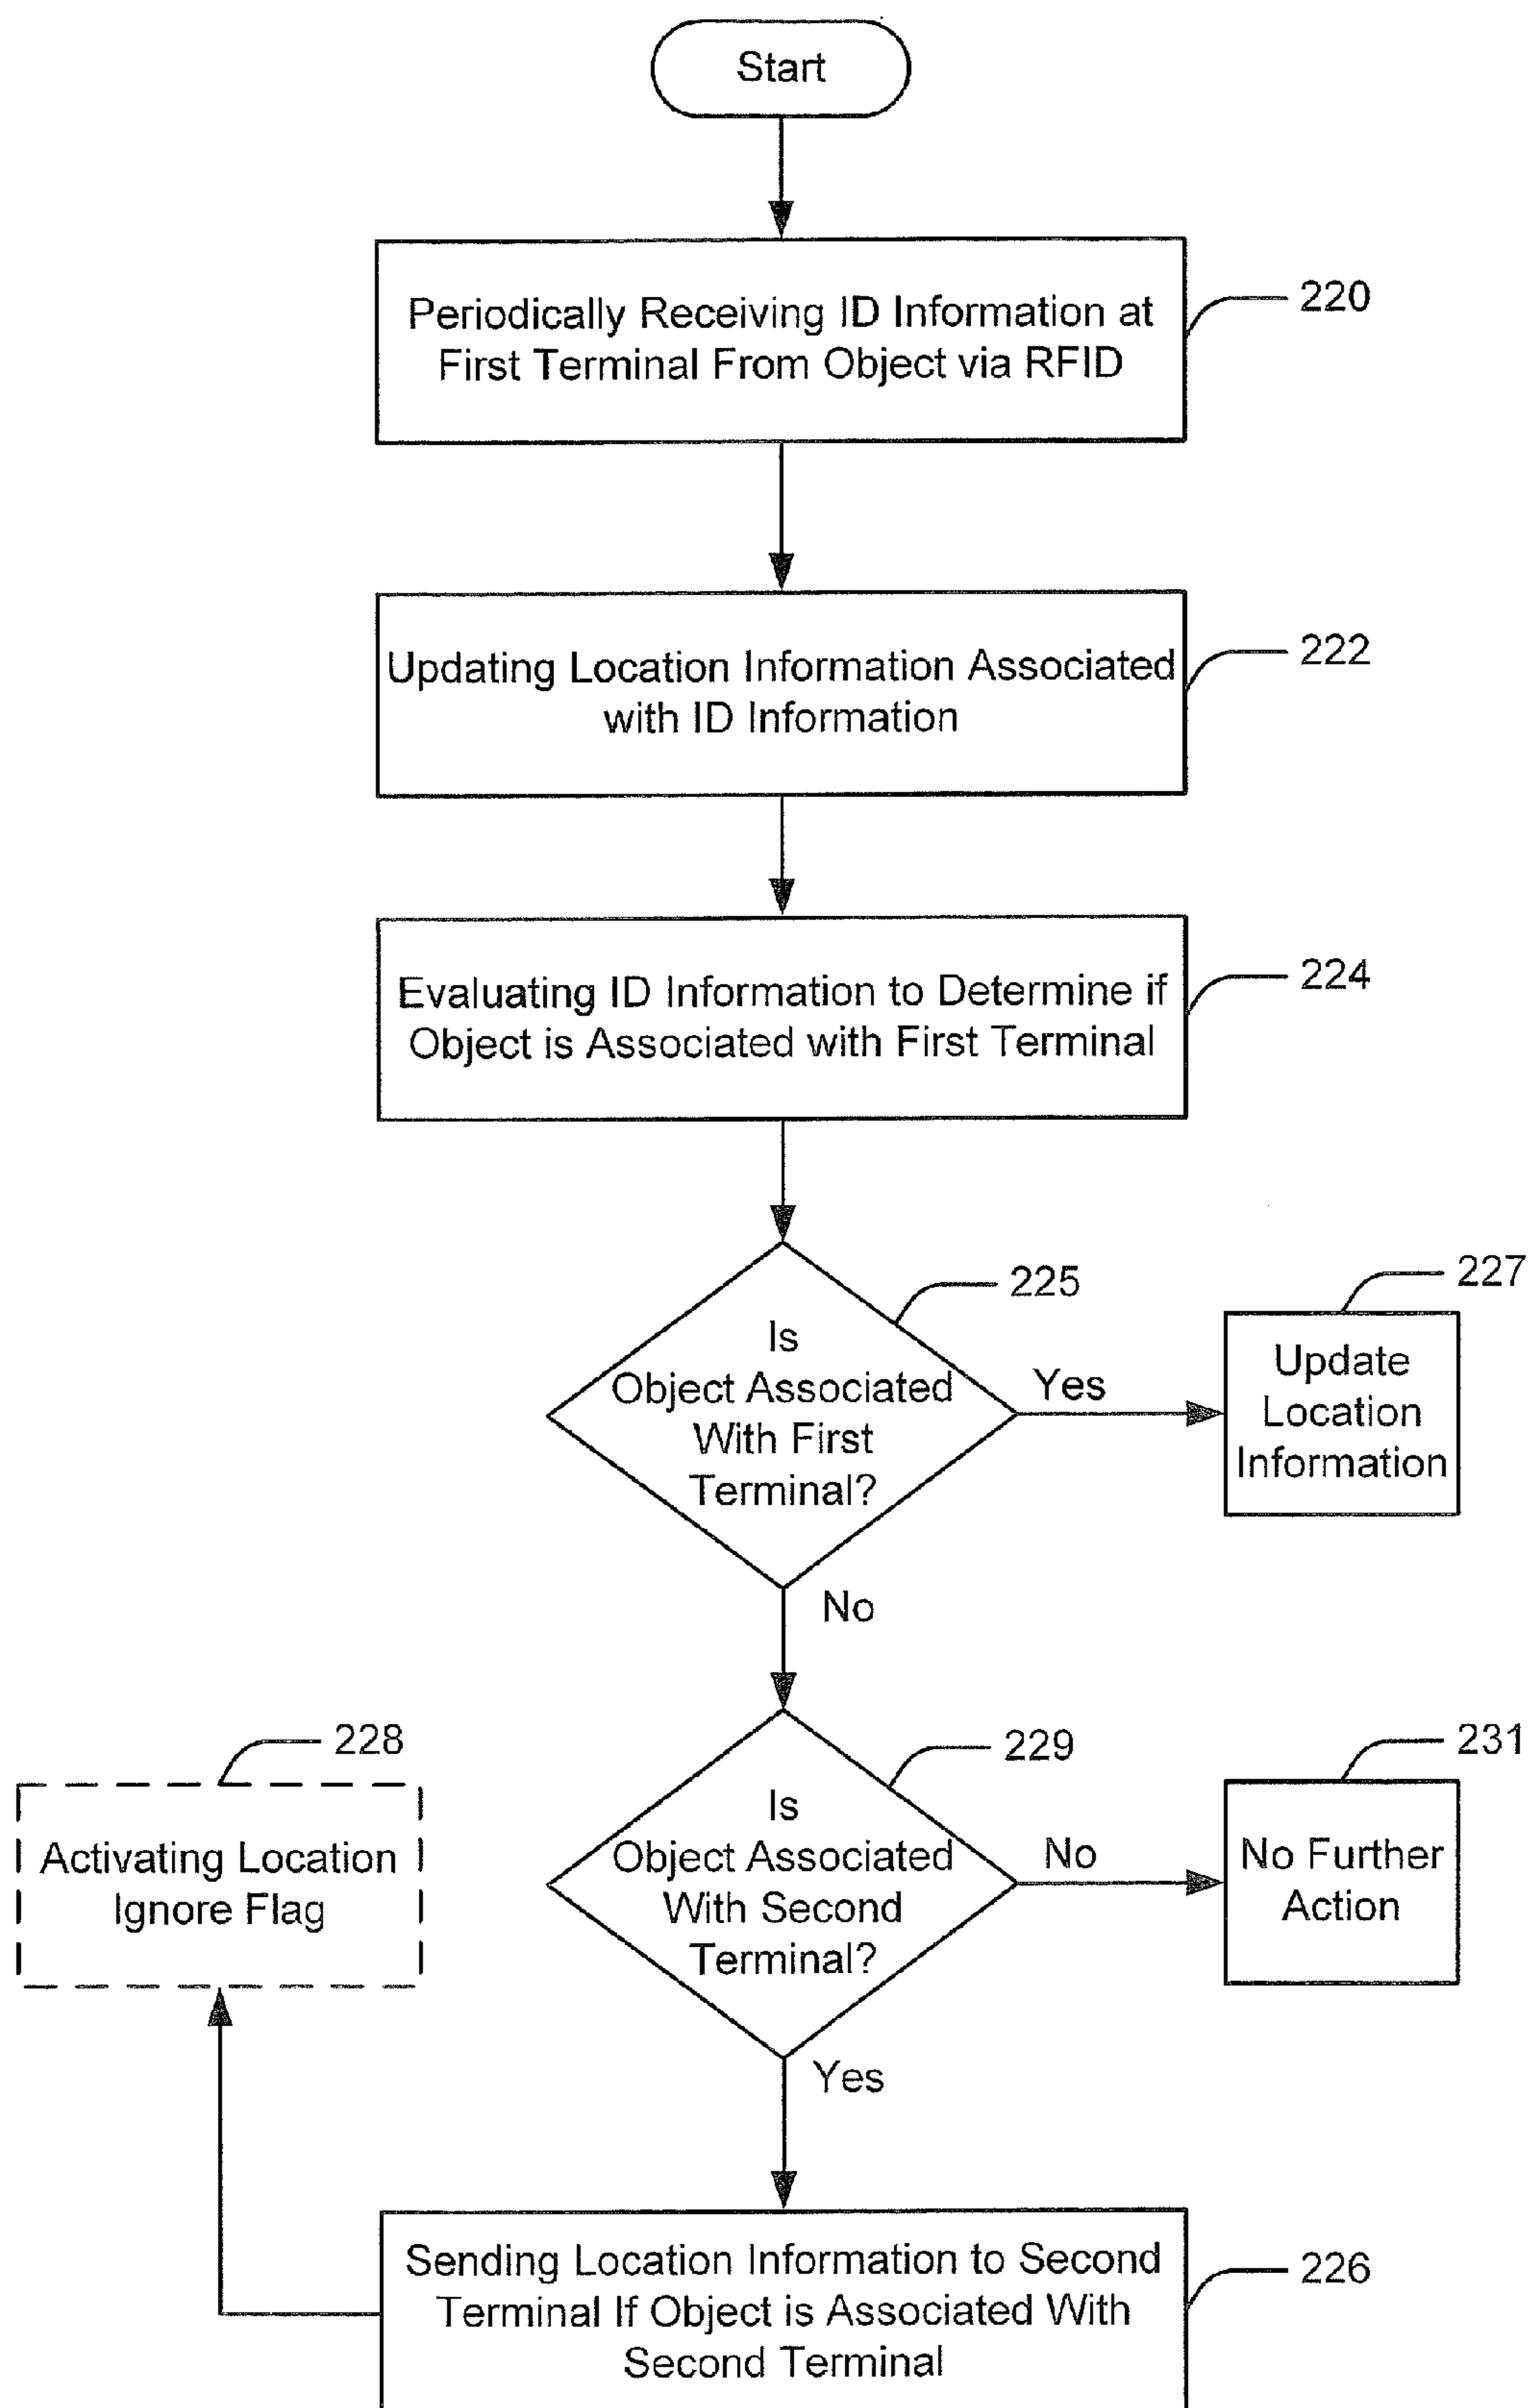 Start
Periodically Receiving ID Information at
First Terminal From Object via RFID
220
Updating Location Information Associated
with ID Information
222
Evaluating ID Information to Determine if
Object is Associated with First Terminal
224
225
Is
Object Associated
With First
Terminal?
Yes
227
Update
Location
Information
No
228
Activating Location
Ignore Flag
229
Is
Object Associated
With Second
Terminal?
No
231
No Further
Action
Yes
Sending Location Information to Second
Terminal If Object is Associated With
Second Terminal
226